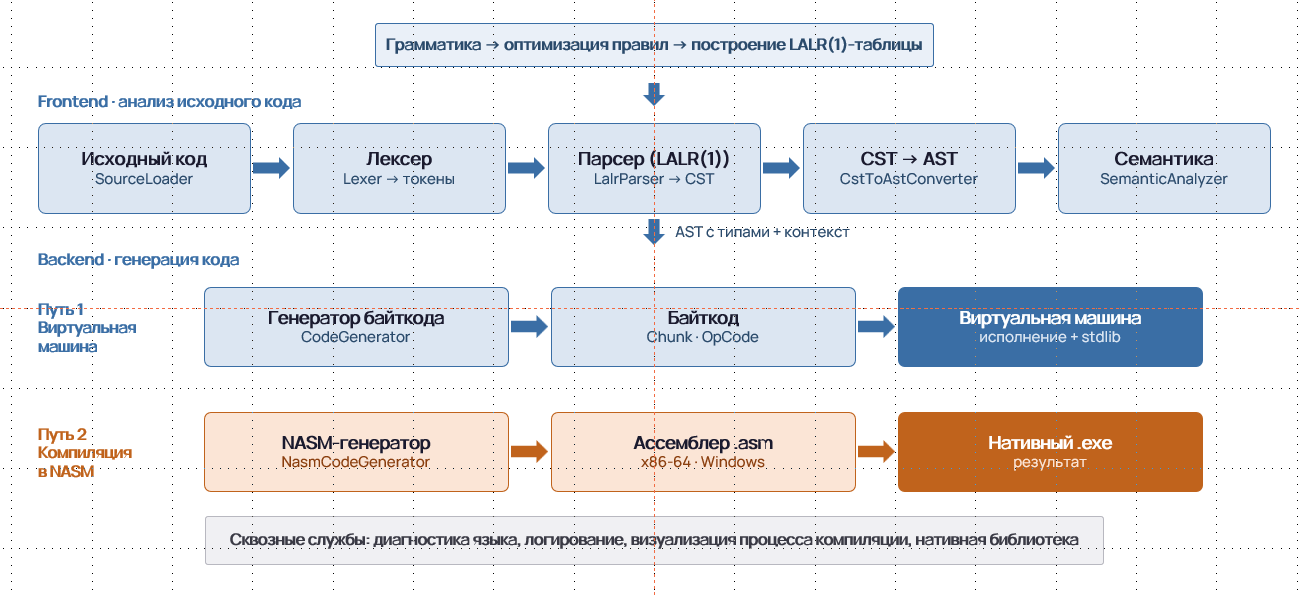 Грамматика → оптимизация правил → построение LALR(1)-таблицы
Frontend · анализ исходного кода
Исходный код
SourceLoader
Лексер
Lexer → токены
Парсер (LALR(1))
LalrParser → CST
CST → AST
CstToAstConverter
Семантика
SemanticAnalyzer
AST с типами + контекст
Backend · генерация кода
Путь 1
Виртуальная
машина
Генератор байткода
CodeGenerator
Байткод
Chunk · OpCode
Виртуальная машина
исполнение + stdlib
Путь 2
Компиляция
в NASM
NASM-генератор
NasmCodeGenerator
Ассемблер .asm
x86-64 · Windows
Нативный .exe
результат
Сквозные службы: диагностика языка, логирование, визуализация процесса компиляции, нативная библиотека